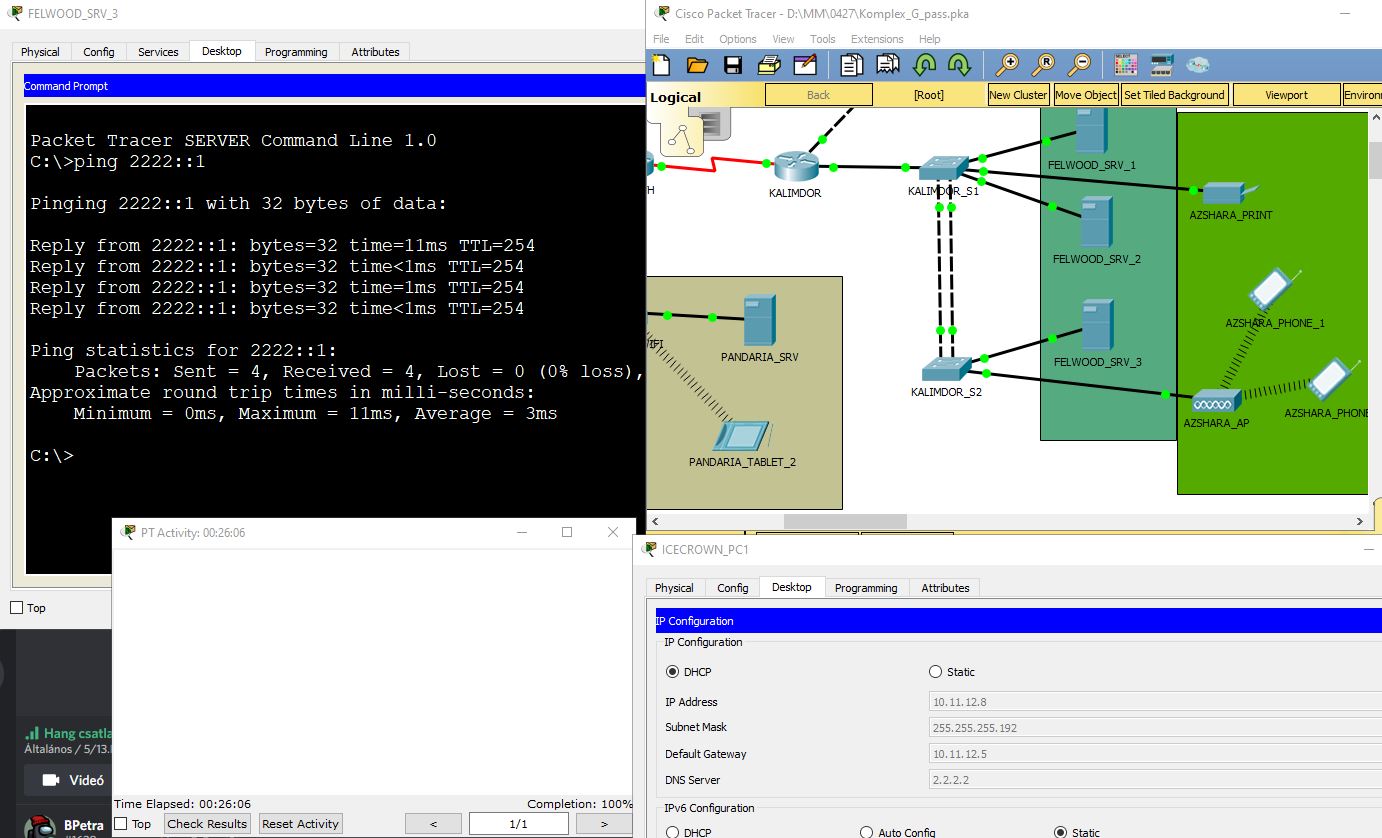 FELWOOD_SRV_3
Physical Config Services Desktop Programming Attributes
Command Prompt
Packet Tracer SERVER Command Line 1.0
C:\>ping 2222::1
Pinging 2222::1 with 32 bytes of data:
Reply from 2222::1: bytes=32 time=11ms TTL=254
Reply from 2222::1: bytes=32 time<1ms TTL=254
Reply from 2222::1: bytes=32 time=1ms TTL=254
Reply from 2222::1: bytes=32 time<1ms TTL=254
Ping statistics for 2222::1:
Packets: Sent = 4, Received = 4, Lost = 0 (0% loss),
Approximate round trip times in milli-seconds:
Minimum = 0ms, Maximum = 11ms, Average = 3ms
C:\>
Top
Cisco Packet Tracer - D:\MM\0427\Komplex_G_pass.pka
File Edit Options View Tools Extensions Help
Logical Back [Root] New Cluster Move Object Set Tiled Background Viewport Environm
H
KALIMDOR
KALIMDOR_S1
FELWOOD_SRV_1
AZSHARA_PRINT
FELWOOD_SRV_2
AZSHARA_PHONE_1
IFI
PANDARIA_SRV
FELWOOD_SRV_3
KALIMDOR_S2
AZSHARA_PHONE
AZSHARA_AP
PANDARIA_TABLET_2
PT Activity: 00:26:06
Time Elapsed: 00:26:06 Completion: 100%
Top Check Results Reset Activity < 1/1 >
Hang csatla
Általános / 5/13.
Videó
BPetra
ICECROWN_PC1
Physical Config Desktop Programming Attributes
IP Configuration
IP Configuration
DHCP Static
IP Address 10.11.12.8
Subnet Mask 255.255.255.192
Default Gateway 10.11.12.5
DNS Server 2.2.2.2
IPv6 Configuration
DHCP Auto Config Static